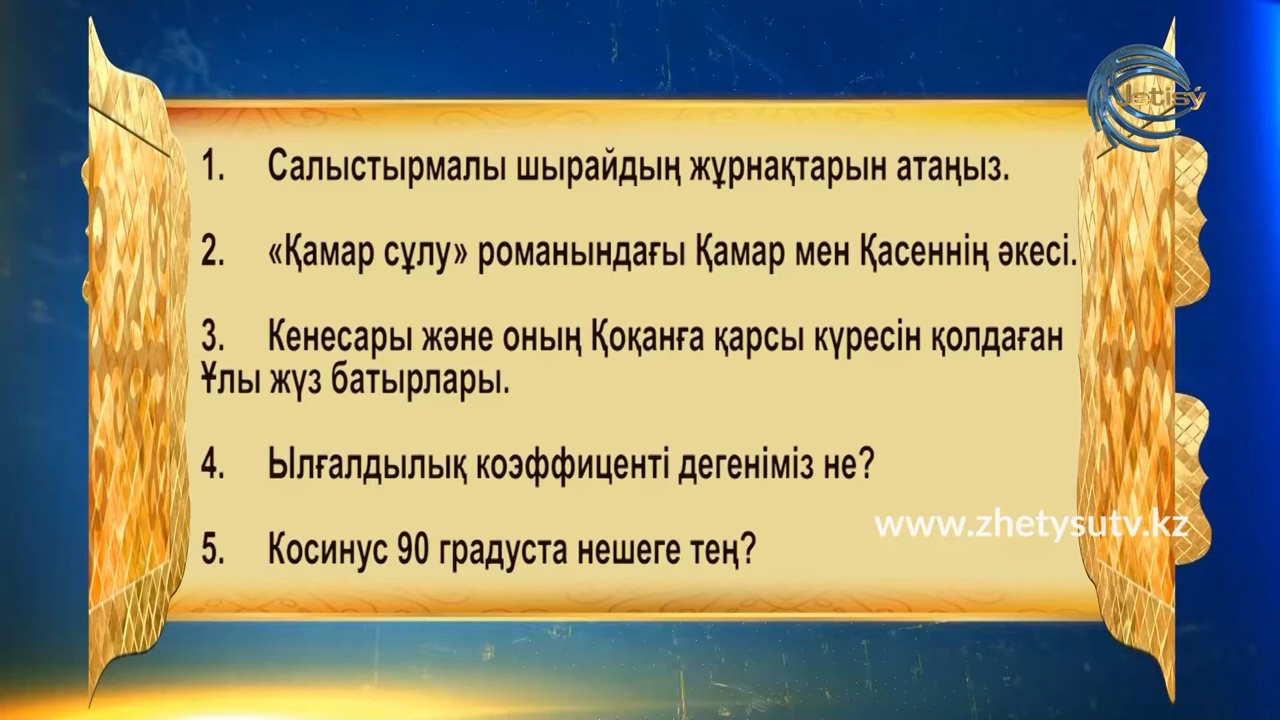 Jetisý
1. Салыстырмалы шырайдың жұрнақтарын атаңыз.
2. «Қамар сұлу» романындағы Қамар мен Қасеннің әкесі.
3. Кенесары және оның Қоқанға қарсы күресін қолдаған
Ұлы жүз батырлары.
4. Ылғалдылық коэффиценті дегеніміз не?
www.zhetysutv.kz
5. Косинус 90 градуста нешеге тең?